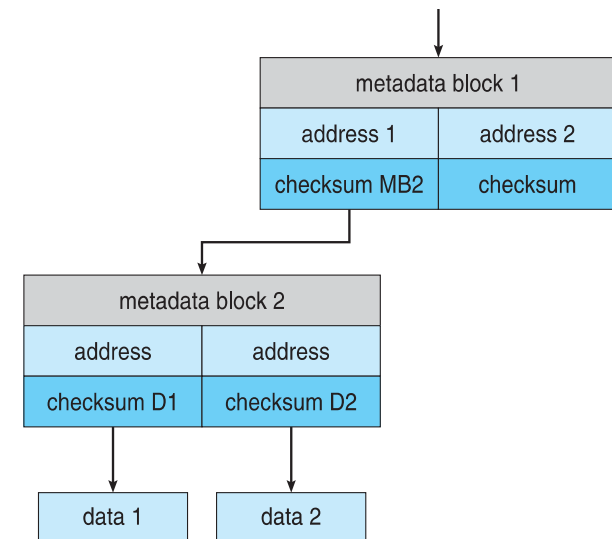 metadata block 1
address 1 address 2
checksum MB2 checksum
metadata block 2
address address
checksum D1 checksum D2
data 1 data 2